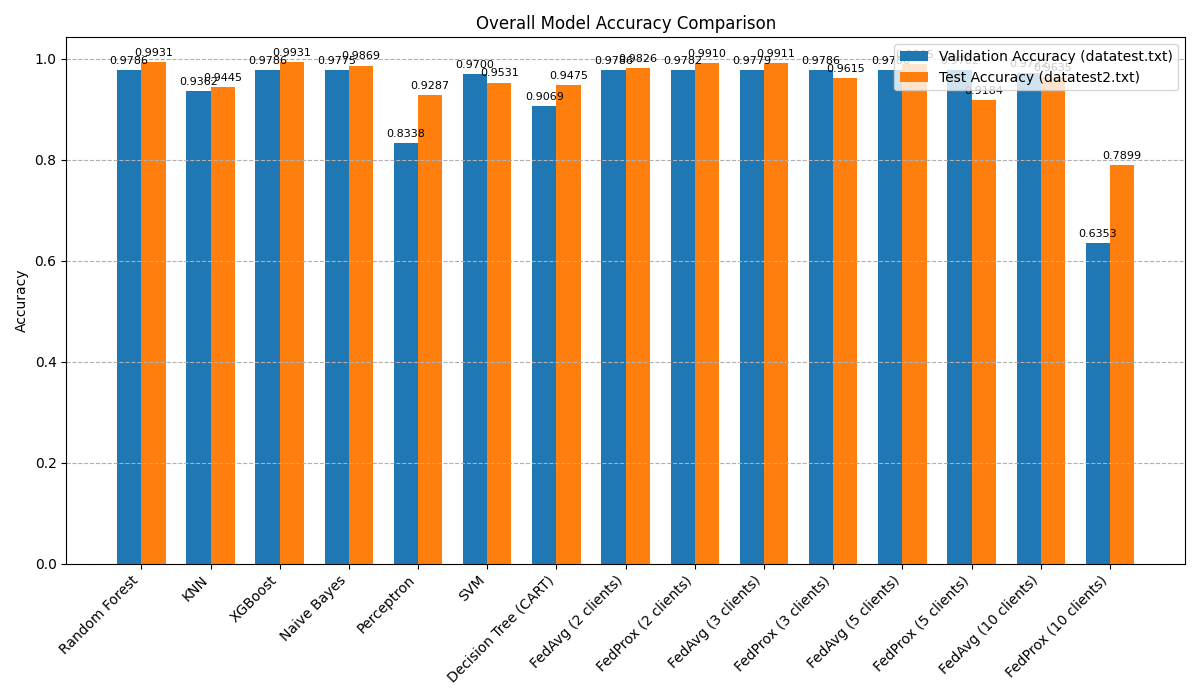 Overall Model Accuracy Comparison
Validation Accuracy (datatest.txt)
Test Accuracy (datatest2.txt)
Accuracy
1.0
0.8
0.6
0.4
0.2
0.0
0.9786
0.9931
0.9362
0.9445
0.9786
0.9931
0.9775
0.9869
0.8338
0.9287
0.9700
0.9531
0.9069
0.9475
0.9826
0.9782
0.9910
0.9779
0.9911
0.9786
0.9615
0.9184
0.9635
0.6353
0.7899
Random Forest
KNN
XGBoost
Naive Bayes
Perceptron
SVM
Decision Tree (CART)
FedAvg (2 clients)
FedProx (2 clients)
FedAvg (3 clients)
FedProx (3 clients)
FedAvg (5 clients)
FedProx (5 clients)
FedAvg (10 clients)
FedProx (10 clients)